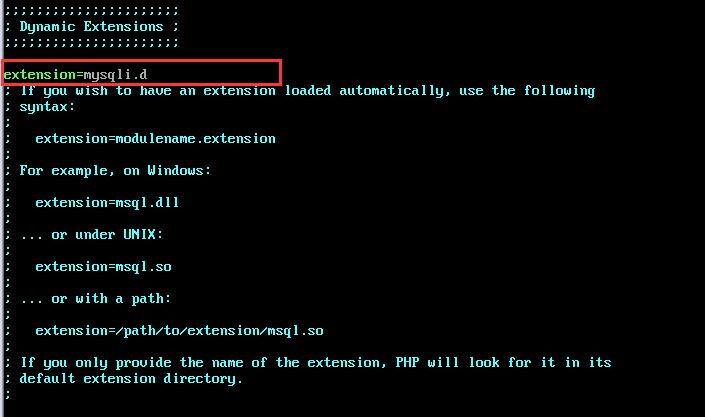 ;;;;;;;;;;;;;;;;;;;;;;
; Dynamic Extensions ;
;;;;;;;;;;;;;;;;;;;;;;
extension=mysqli.d
; If you wish to have an extension loaded automatically, use the following
; syntax:
;
;   extension=modulename.extension
;
; For example, on Windows:
;
;   extension=msql.dll
;
; ... or under UNIX:
;
;   extension=msql.so
;
; ... or with a path:
;
;   extension=/path/to/extension/msql.so
;
; If you only provide the name of the extension, PHP will look for it in its
; default extension directory.
;